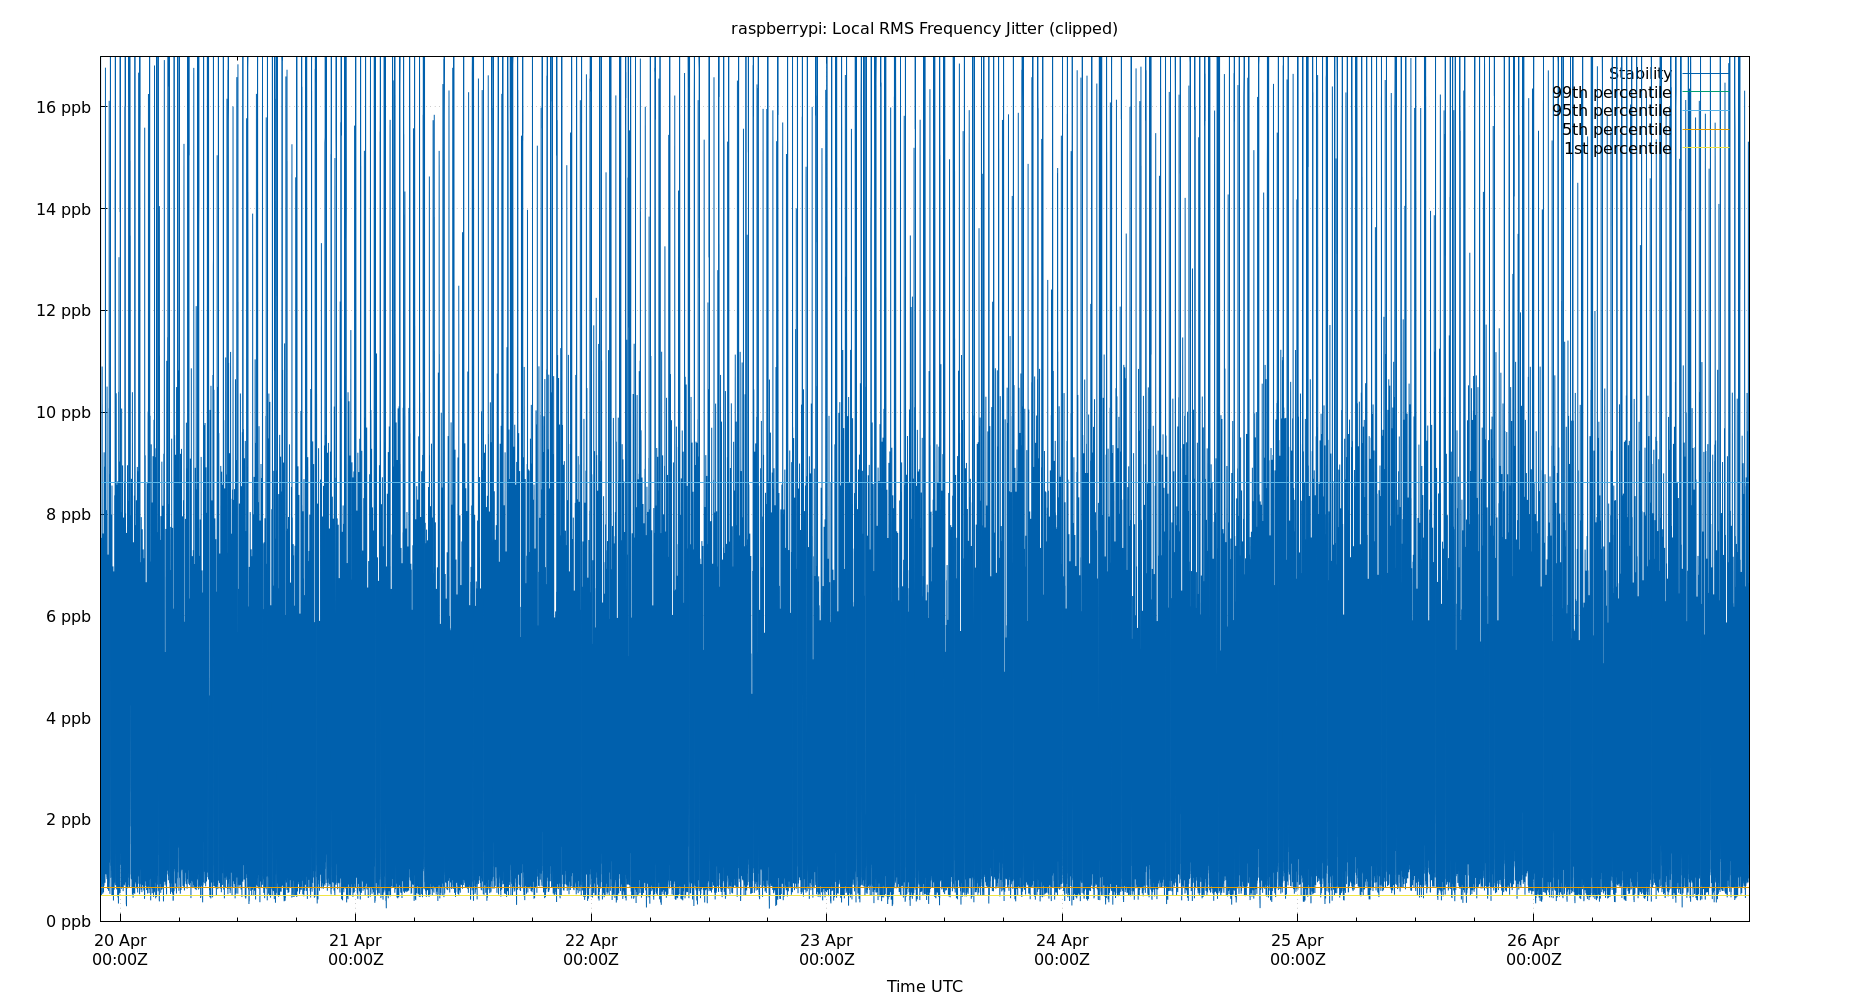 raspberrypi: Local RMS Frequency Jitter (clipped)
Stability
99th percentile
95th percentile
5th percentile
1st percentile
16 ppb
14 ppb
12 ppb
10 ppb
8 ppb
6 ppb
4 ppb
2 ppb
0 ppb
20 Apr 21 Apr 22 Apr 23 Apr 24 Apr 25 Apr 26 Apr
00:00Z 00:00Z 00:00Z 00:00Z 00:00Z 00:00Z 00:00Z
Time UTC